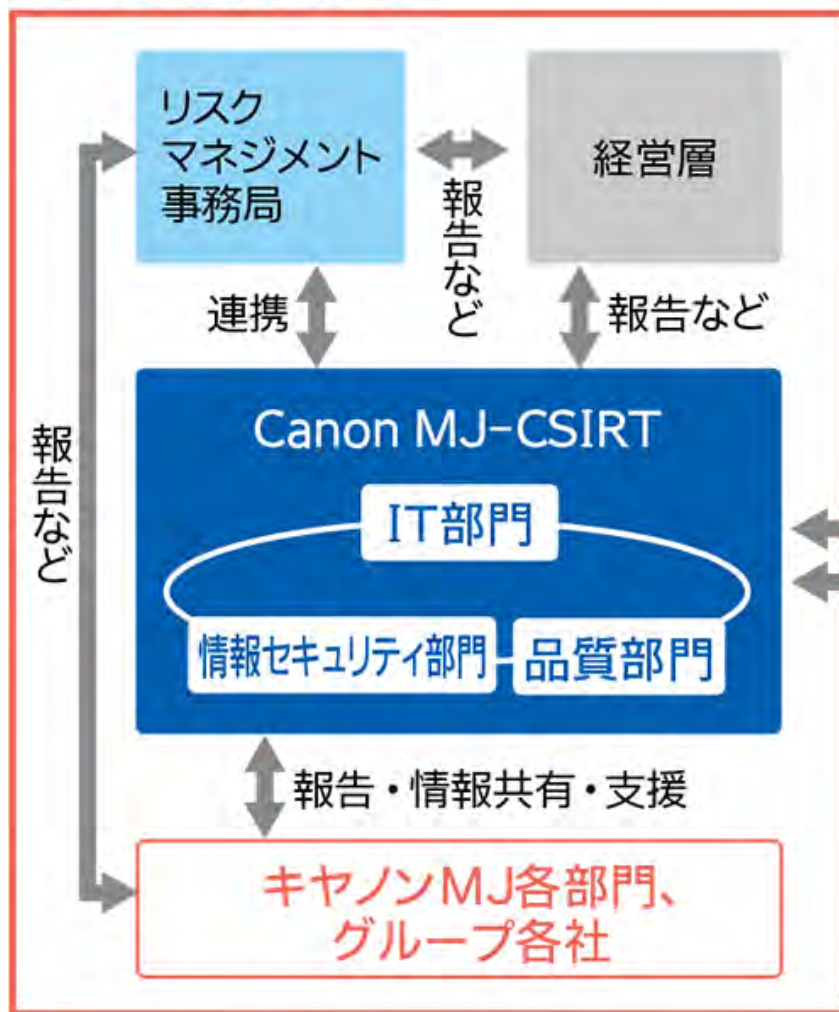 リスク
マネジメント
事務局
報告など
経営層
連携
報告など
報告など
Canon MJ-CSIRT
IT部門
情報セキュリティ部門
品質部門
報告・情報共有・支援
キヤノンMJ各部門、
グループ各社